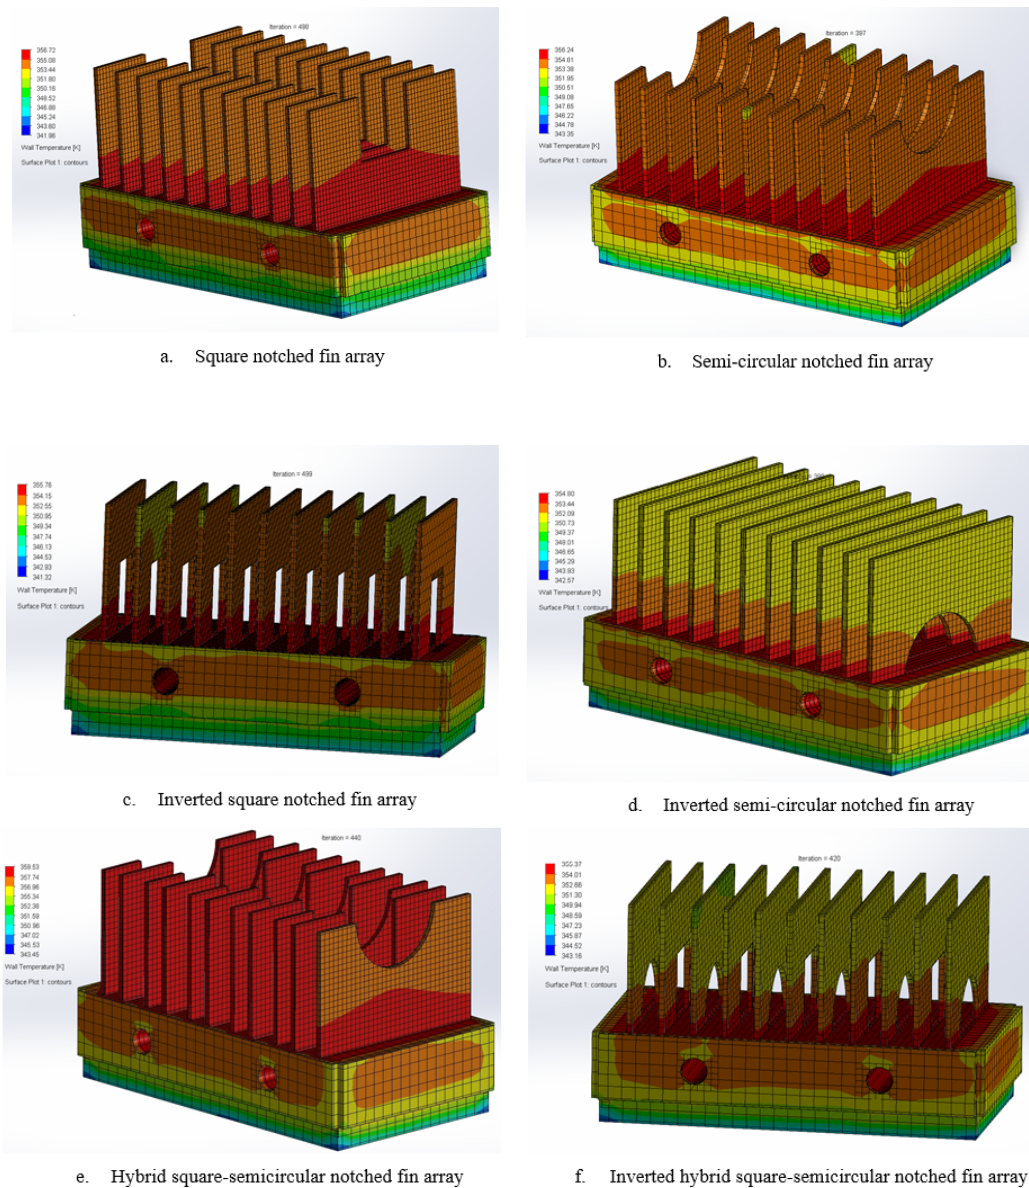 Iteration = 498
356.72
355.08
353.44
351.80
350.16
348.52
346.88
345.24
343.60
341.96
Wall Temperature [K]
Surface Plot 1: contours
a. Square notched fin array
Iteration = 397
356.24
354.81
353.38
351.95
350.51
349.08
347.65
346.22
344.78
343.35
Wall Temperature [K]
Surface Plot 1: contours
b. Semi-circular notched fin array
Iteration = 499
355.76
354.15
352.55
350.95
349.34
347.74
346.13
344.53
342.93
341.32
Wall Temperature [K]
Surface Plot 1: contours
c. Inverted square notched fin array
354.80
353.44
352.09
350.73
349.37
348.01
346.65
345.29
343.93
342.57
Wall Temperature [K]
Surface Plot 1: contours
d. Inverted semi-circular notched fin array
Iteration = 440
359.53
357.74
355.34
352.38
350.96
347.02
345.53
343.45
Wall Temperature [K]
Surface Plot 1: contours
e. Hybrid square-semicircular notched fin array
Iteration = 420
355.37
354.01
352.66
351.30
349.94
348.59
347.23
345.87
344.52
343.16
Wall Temperature [K]
Surface Plot 1: contours
f. Inverted hybrid square-semicircular notched fin array